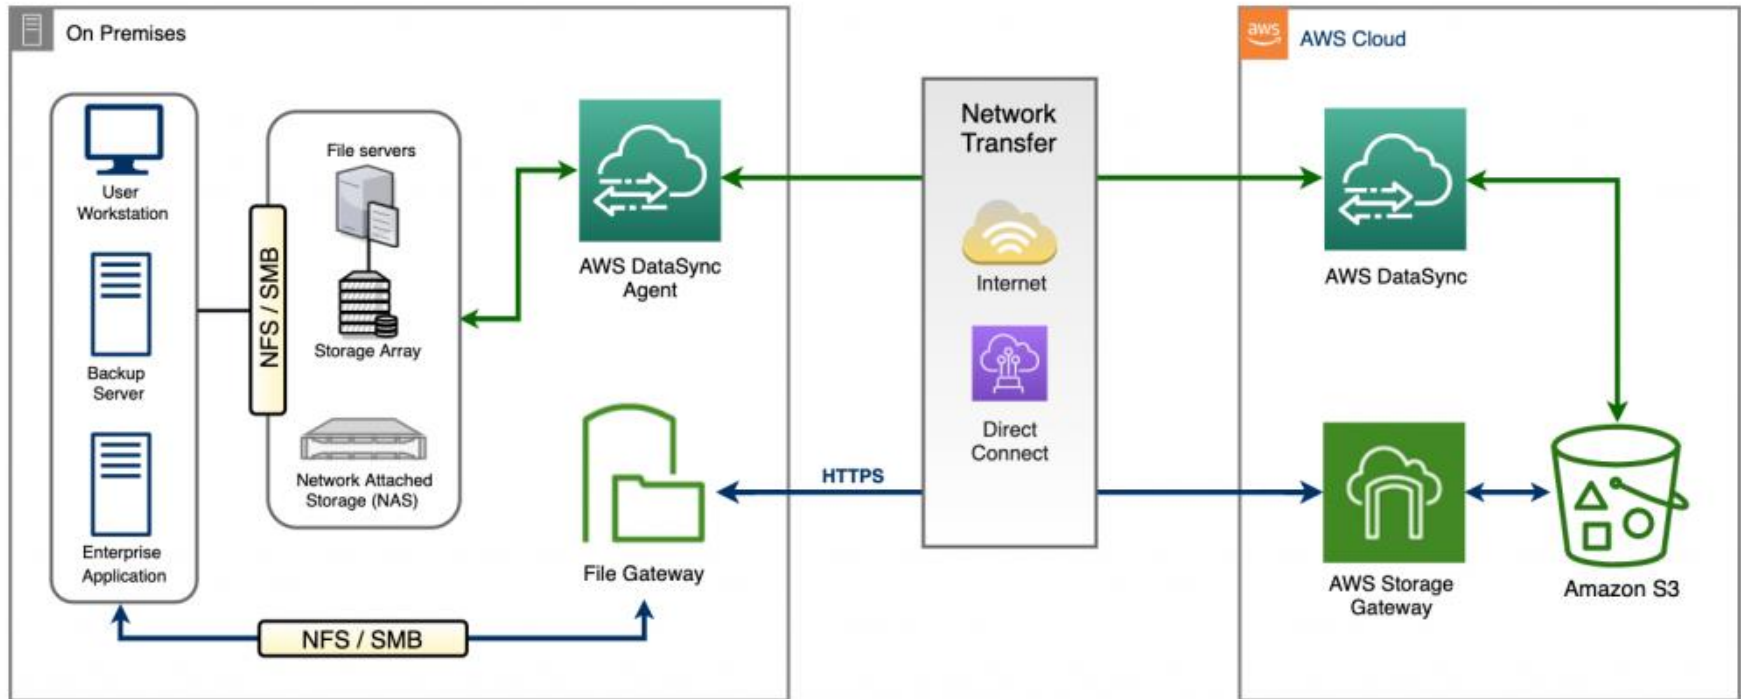 On Premises
User
Workstation
Backup
Server
Enterprise
Application
NFS / SMB
File servers
Storage Array
Network Attached
Storage (NAS)
AWS DataSync
Agent
File Gateway
NFS / SMB
HTTPS
Network
Transfer
Internet
Direct
Connect
aws
AWS Cloud
AWS DataSync
AWS Storage
Gateway
Amazon S3